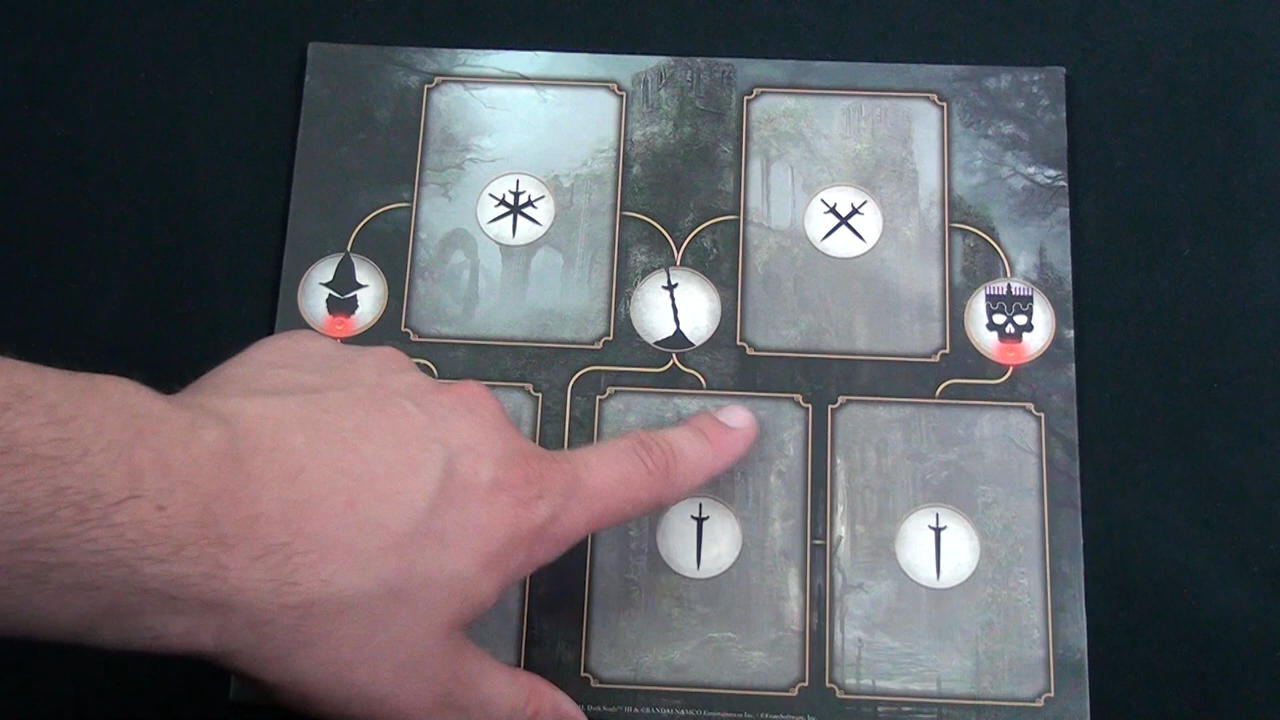 Dark Souls™ III & ©BANDAI NAMCO Entertainment Inc. / ©FromSoftware, Inc.